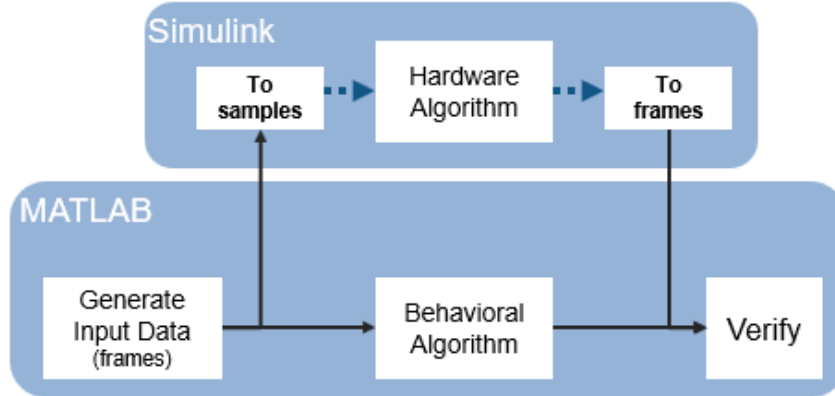 Simulink
To
samples
Hardware
Algorithm
To
frames
MATLAB
Generate
Input Data
(frames)
Behavioral
Algorithm
Verify